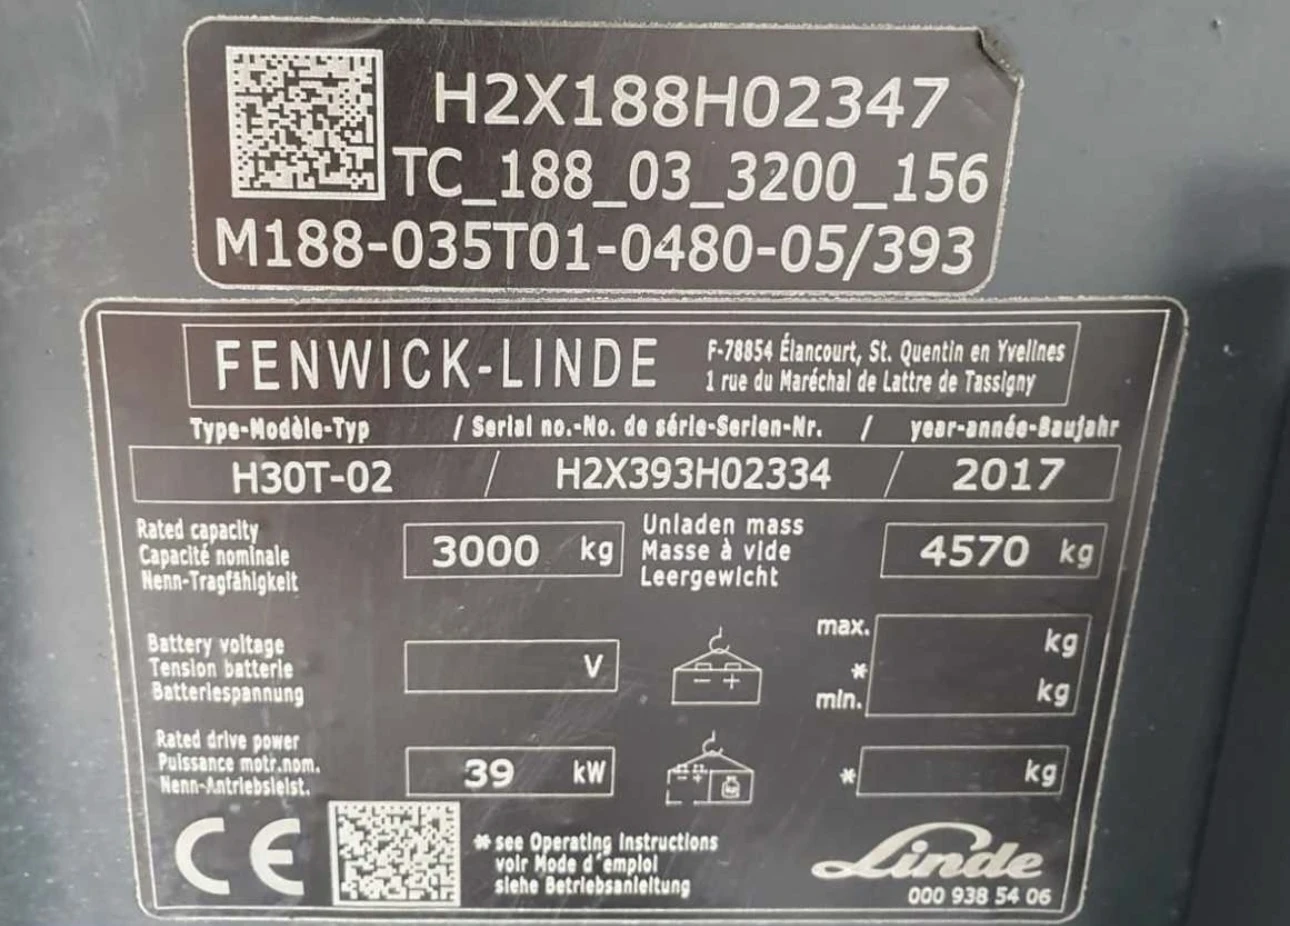 H2X188H02347
TC_188_03_3200_156
M188-035T01-0480-05/393
FENWICK-LINDE
F-78854 Élancourt, St. Quentin en Yvelines
1 rue du Maréchal de Lattre de Tassigny
Type-Modèle-Typ / Serial no.-No. de série-Serien-Nr. / year-année-Baujahr
H30T-02 / H2X393H02334 / 2017
Rated capacity
Capacité nominale
Nenn-Tragfähigkeit
3000 kg
Unladen mass
Masse à vide
Leergewicht
4570 kg
Battery voltage
Tension batterie
Batteriespannung
V
- +
max. kg
*
min. kg
Rated drive power
Puissance motr.nom.
Nenn-Antriebsleist.
39 kW
- +
kg
* kg
CE
* see Operating Instructions
voir Mode d'emploi
siehe Betriebsanleitung
Linde
000 938 54 06